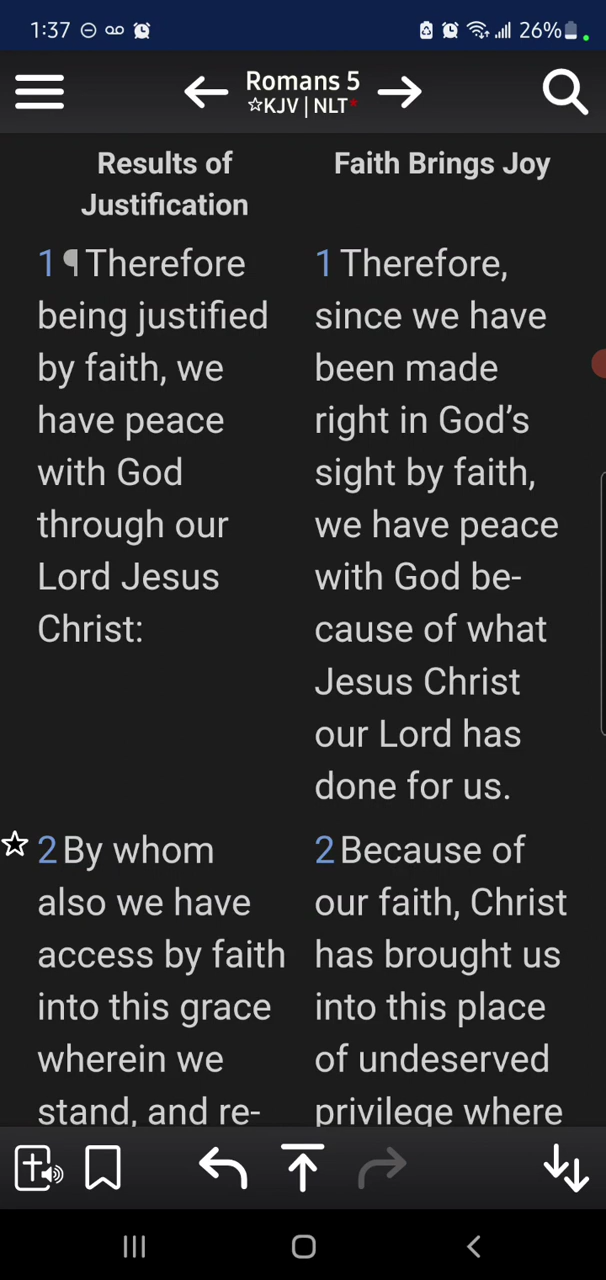 1:37 26%
Romans 5
☆KJV | NLT*
Results of
Justification
1 ¶ Therefore
being justified
by faith, we
have peace
with God
through our
Lord Jesus
Christ:
2 By whom
also we have
access by faith
into this grace
wherein we
stand, and re-
Faith Brings Joy
1 Therefore,
since we have
been made
right in God’s
sight by faith,
we have peace
with God be-
cause of what
Jesus Christ
our Lord has
done for us.
2 Because of
our faith, Christ
has brought us
into this place
of undeserved
privilege where